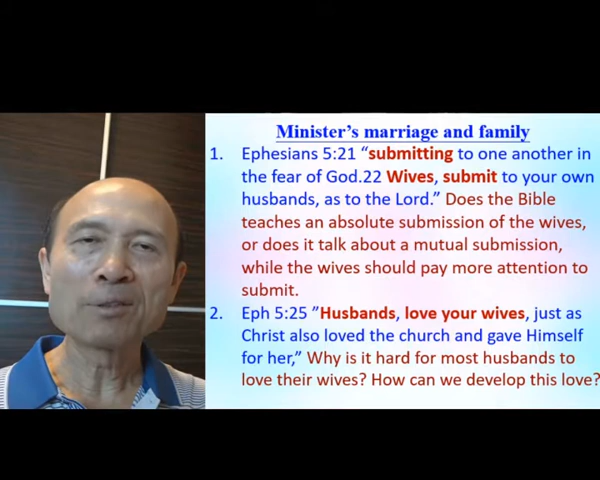 Minister's marriage and family
1. Ephesians 5:21 “submitting to one another in
the fear of God.22 Wives, submit to your own
husbands, as to the Lord.” Does the Bible
teaches an absolute submission of the wives,
or does it talk about a mutual submission,
while the wives should pay more attention to
submit.
2. Eph 5:25 ”Husbands, love your wives, just as
Christ also loved the church and gave Himself
for her,” Why is it hard for most husbands to
love their wives? How can we develop this love?